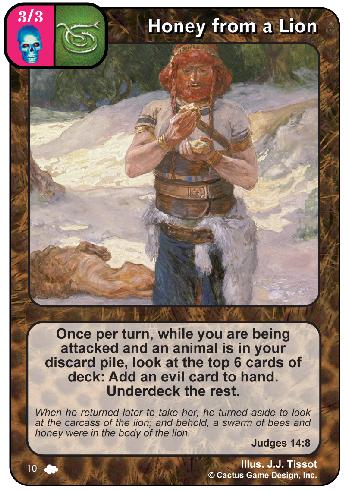 3/3
Honey from a Lion
Once per turn, while you are being
attacked and an animal is in your
discard pile, look at the top 6 cards of
deck: Add an evil card to hand.
Underdeck the rest.
When he returned later to take her, he turned aside to look
at the carcass of the lion; and behold, a swarm of bees and
honey were in the body of the lion.
Judges 14:8
10
Illus. J.J. Tissot
© Cactus Game Design, Inc.